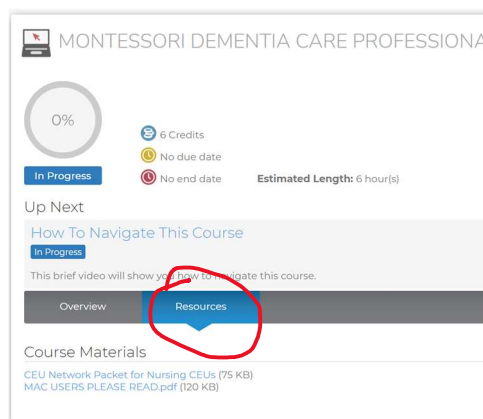 MONTESSORI DEMENTIA CARE PROFESSIONA
0%
6 Credits
No due date
In Progress
No end date Estimated Length: 6 hour(s)
Up Next
How To Navigate This Course
In Progress
This brief video will show you how to navigate this course.
Overview Resources
Course Materials
CEU Network Packet for Nursing CEUs (75 KB)
MAC USERS PLEASE READ.pdf (120 KB)